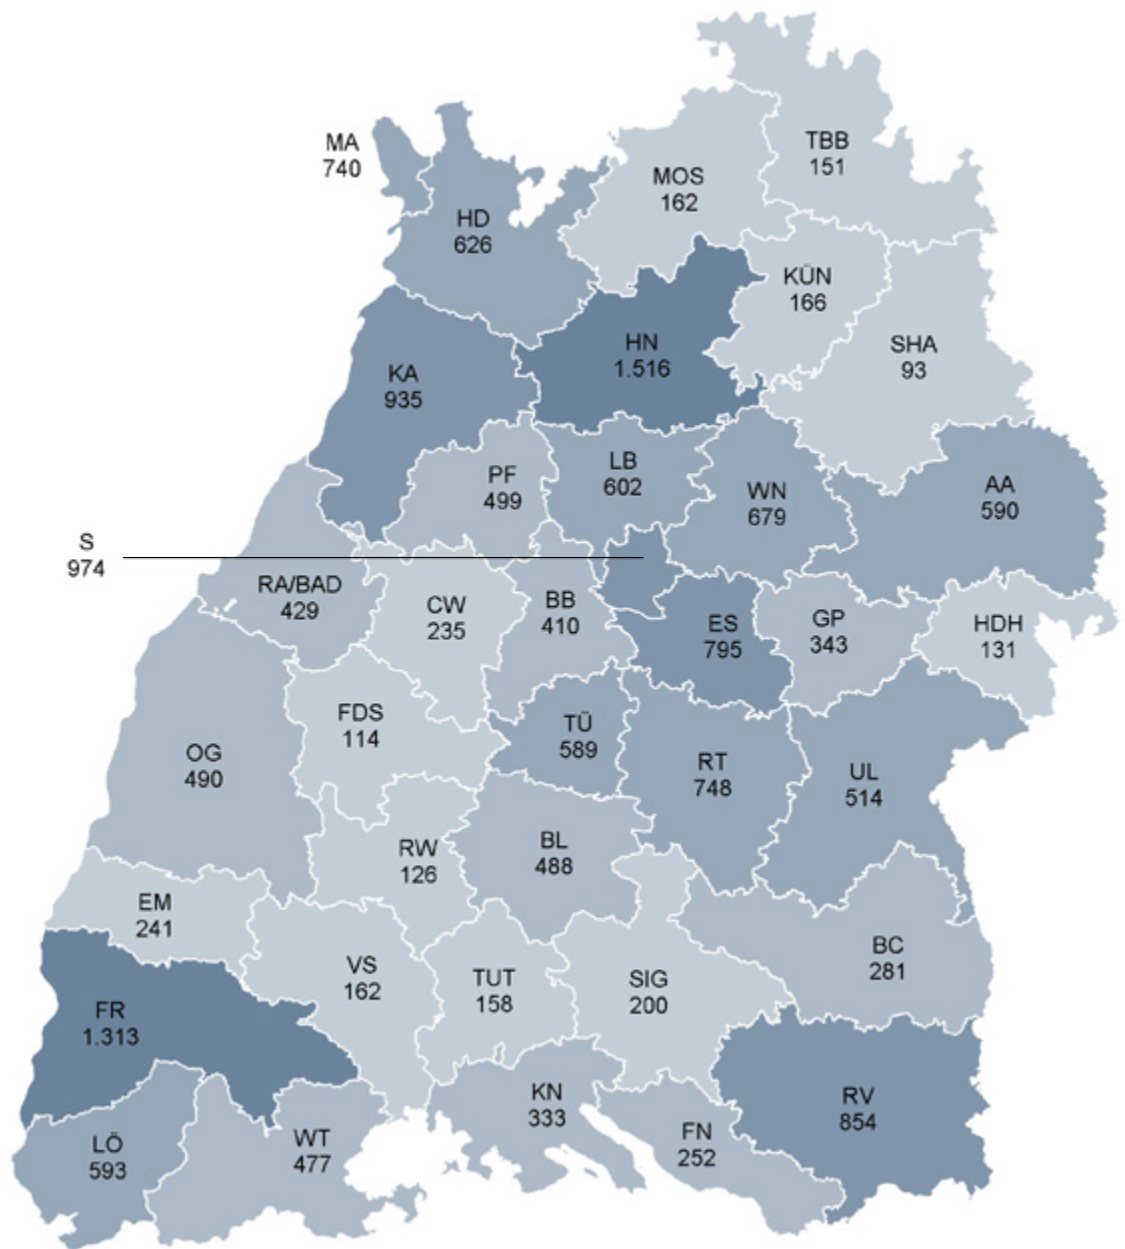 TBB
151
MA
740
MOS
162
HD
626
KÜN
166
HN
1.516
SHA
93
KA
935
LB
602
PF
499
WN
679
AA
590
S
974
RA/BAD
429
CW
235
BB
410
ES
795
GP
343
HDH
131
FDS
114
TÜ
589
OG
490
RT
748
UL
514
BL
488
RW
126
EM
241
BC
281
VS
162
TUT
158
SIG
200
FR
1.313
KN
333
RV
854
LÖ
593
WT
477
FN
252